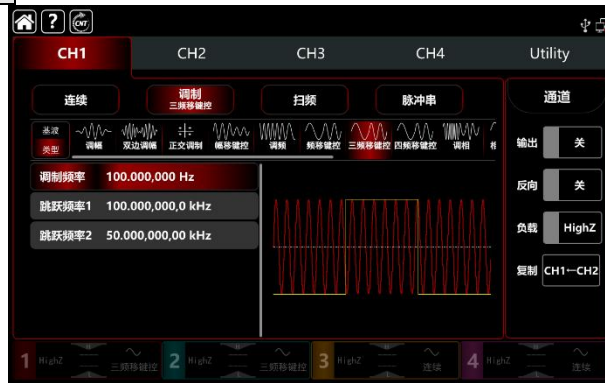 CNT
CH1 CH2 CH3 CH4 Utility
连续 调制 扫频 脉冲串 通道
三频移键控
基波
类型 调幅 双边调幅 正交调制 幅移键控 调频 频移键控 三频移键控 四频移键控 调相
输出 关
调制频率 100.000,000 Hz
反向 关
跳跃频率1 100.000,000,0 kHz
负载 HighZ
跳跃频率2 50.000,000,00 kHz
复制 CH1←CH2
1 HighZ 三频移键控 2 HighZ 三频移键控 3 HighZ 连续 4 HighZ 连续